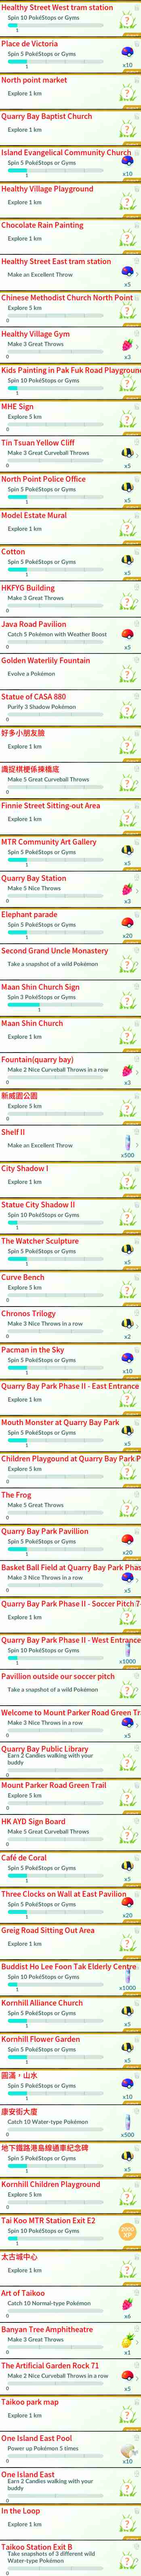 Healthy Street West tram station
Spin 10 PokéStops or Gyms
1
Place de Victoria
Spin 5 PokéStops or Gyms
1
x10
North point market
Explore 1 km
Quarry Bay Baptist Church
Explore 1 km
Island Evangelical Community Church
Spin 5 PokéStops or Gyms
1
x10
Healthy Village Playground
Explore 1 km
Chocolate Rain Painting
Explore 1 km
Healthy Street East tram station
Make an Excellent Throw
x5
Chinese Methodist Church North Point
Explore 5 km
0
Healthy Village Gym
Make 3 Great Throws
0
x3
Kids Painting in Pak Fuk Road Playground
Spin 10 PokéStops or Gyms
1
MHE Sign
Explore 5 km
0
Tin Tsuan Yellow Cliff
Make 3 Great Curveball Throws
0
x5
North Point Police Office
Spin 5 PokéStops or Gyms
1
x5
Model Estate Mural
Explore 1 km
Cotton
Spin 5 PokéStops or Gyms
1
x5
HKFYG Building
Make 3 Great Throws
0
Java Road Pavilion
Catch 5 Pokémon with Weather Boost
0
x5
Golden Waterlily Fountain
Evolve a Pokémon
Statue of CASA 880
Purify 3 Shadow Pokémon
0
好多小朋友臉
Explore 1 km
Make 5 Great Curveball Throws
0
Finnie Street Sitting-out Area
Explore 1 km
MTR Community Art Gallery
Spin 5 PokéStops or Gyms
1
x5
Quarry Bay Station
Make 5 Nice Throws
0
x3
Elephant parade
Spin 5 PokéStops or Gyms
1
x20
Second Grand Uncle Monastery
Take a snapshot of a wild Pokémon
Maan Shin Church Sign
Spin 3 PokéStops or Gyms
1
Maan Shin Church
Explore 1 km
Fountain(quarry bay)
Make 2 Nice Curveball Throws in a row
0
x3
新威園公園
Explore 5 km
0
Shelf II
Make an Excellent Throw
x500
City Shadow I
Explore 1 km
Statue City Shadow II
Spin 10 PokéStops or Gyms
1
The Watcher Sculpture
Spin 5 PokéStops or Gyms
1
x5
Curve Bench
Explore 5 km
0
Chronos Trilogy
Make 3 Nice Throws in a row
0
x2
Pacman in the Sky
Spin 5 PokéStops or Gyms
1
x10
Quarry Bay Park Phase II - East Entrance
Explore 1 km
Mouth Monster at Quarry Bay Park
Spin 5 PokéStops or Gyms
1
x5
Children Playgound at Quarry Bay Park P
Explore 5 km
0
The Frog
Make 5 Great Throws
0
Quarry Bay Park Pavillion
Spin 5 PokéStops or Gyms
1
x20
Basket Ball Field at Quarry Bay Park Phas
Make 3 Nice Throws in a row
0
x5
Quarry Bay Park Phase II - Soccer Pitch 7
Explore 1 km
Quarry Bay Park Phase II - West Entrance
Spin 10 PokéStops or Gyms
1
x1000
Pavillion outside our soccer pitch
Take a snapshot of a wild Pokémon
Welcome to Mount Parker Road Green Tr
Make 3 Nice Throws in a row
0
x5
Quarry Bay Public Library
Earn 2 Candies walking with your
buddy
0
Mount Parker Road Green Trail
Explore 5 km
0
HK AYD Sign Board
Make 5 Great Curveball Throws
0
Café de Coral
Spin 5 PokéStops or Gyms
1
x5
Three Clocks on Wall at East Pavilion
Spin 5 PokéStops or Gyms
1
x20
Greig Road Sitting Out Area
Explore 1 km
Buddist Ho Lee Foon Tak Elderly Centre
Spin 10 PokéStops or Gyms
1
x1000
Kornhill Alliance Church
Spin 5 PokéStops or Gyms
1
x5
Kornhill Flower Garden
Spin 5 PokéStops or Gyms
1
x5
圓滿，山水
Spin 5 PokéStops or Gyms
1
x10
康安街大廈
Catch 10 Water-type Pokémon
0
x500
地下鐵路港島線通車紀念碑
Spin 5 PokéStops or Gyms
1
x5
Kornhill Children Playground
Explore 5 km
0
Tai Koo MTR Station Exit E2
Spin 10 PokéStops or Gyms
1
太古城中心
Explore 1 km
Art of Taikoo
Catch 10 Normal-type Pokémon
0
x6
Banyan Tree Amphitheatre
Make 3 Great Throws
0
x1
The Artificial Garden Rock 71
Make 2 Nice Curveball Throws in a row
0
x5
Taikoo park map
Explore 1 km
One Island East Pool
Power up Pokémon 5 times
0
x10
One Island East
Earn 2 Candies walking with your
buddy
0
In the Loop
Explore 1 km
Taikoo Station Exit B
Take snapshots of 3 different wild
Water-type Pokémon
0